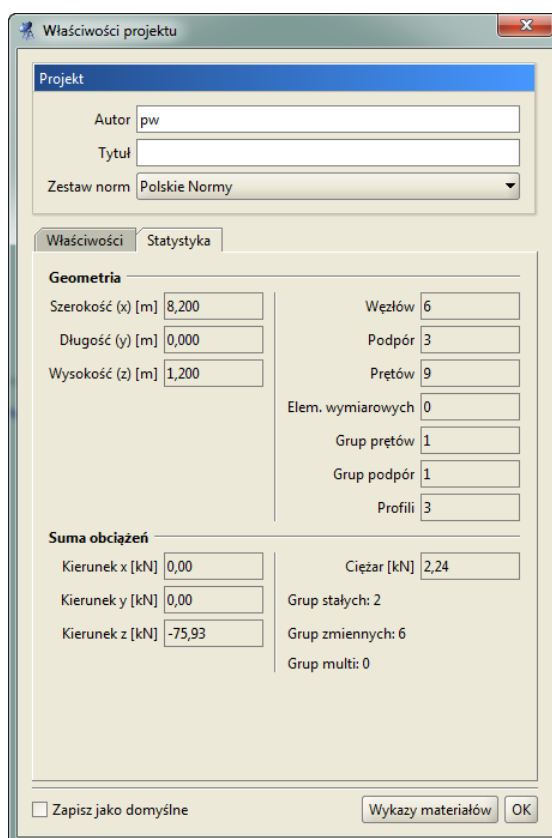 Właściwości projektu
Projekt
Autor pw
Tytuł
Zestaw norm Polskie Normy
Właściwości Statystyka
Geometria
Szerokość (x) [m] 8,200 Węzłów 6
Długość (y) [m] 0,000 Podpór 3
Wysokość (z) [m] 1,200 Prętów 9
Elem. wymiarowych 0
Grup prętów 1
Grup podpór 1
Profili 3
Suma obciążeń
Kierunek x [kN] 0,00 Ciężar [kN] 2,24
Kierunek y [kN] 0,00 Grup stałych: 2
Kierunek z [kN] -75,93 Grup zmiennych: 6
Grup multi: 0
Zapisz jako domyślne Wykazy materiałów OK